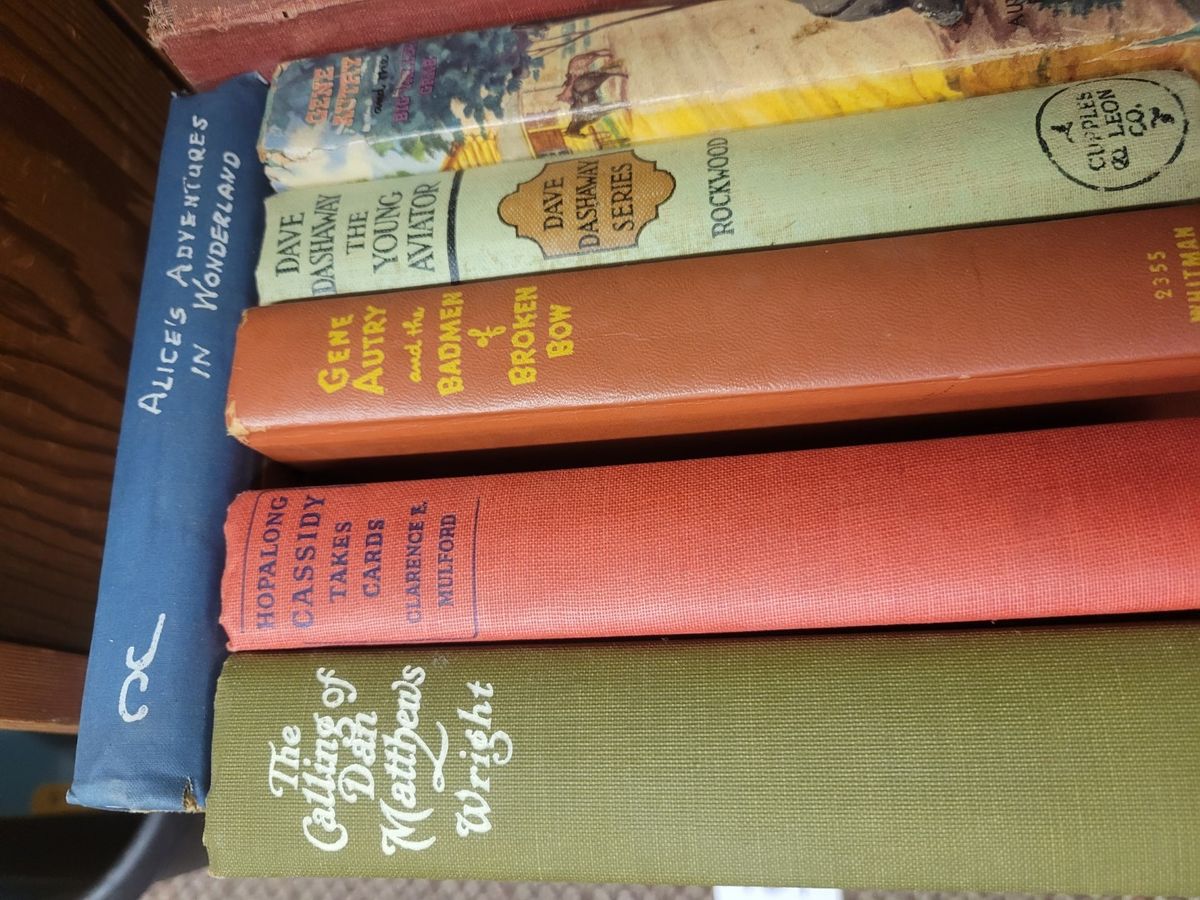 ALICE'S ADVENTURES
IN WONDERLAND
GENE
AUTRY
and the
DAVE
DASHAWAY
THE
YOUNG
AVIATOR
DAVE
DASHAWAY
SERIES
ROCKWOOD
CUPPLES
& LEON
CO.
GENE
AUTRY
and the
BADMEN
of
BROKEN
BOW
2355
WHITMAN
HOPALONG
CASSIDY
TAKES
CARDS
CLARENCE E.
MULFORD
The
Calling of
Dan
Matthews
Wright